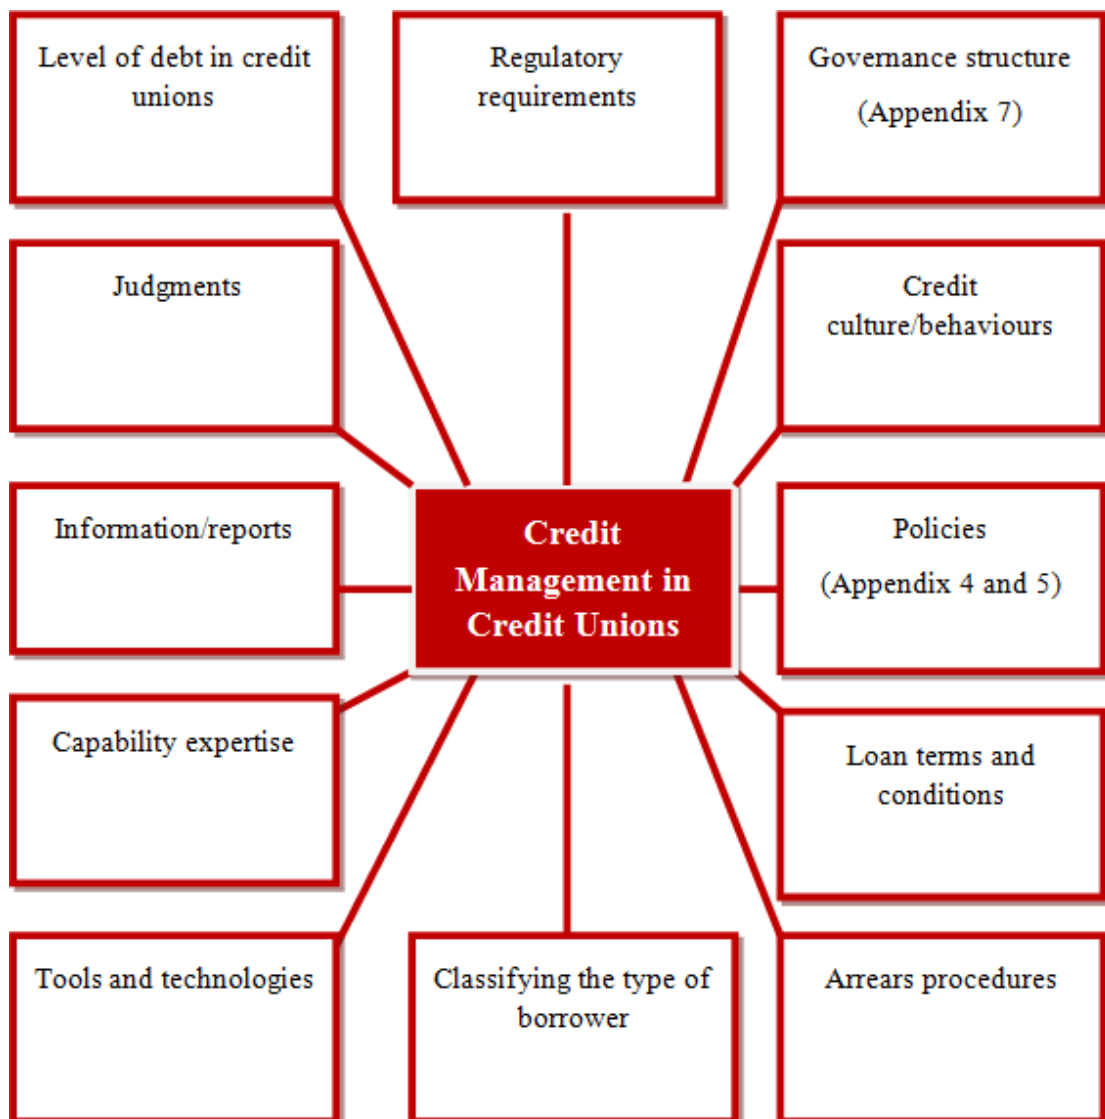 Level of debt in credit
unions
Regulatory
requirements
Governance structure
(Appendix 7)
Judgments
Credit
culture/behaviours
Information/reports
Credit
Management in
Credit Unions
Policies
(Appendix 4 and 5)
Capability expertise
Loan terms and
conditions
Tools and technologies
Classifying the type of
borrower
Arrears procedures